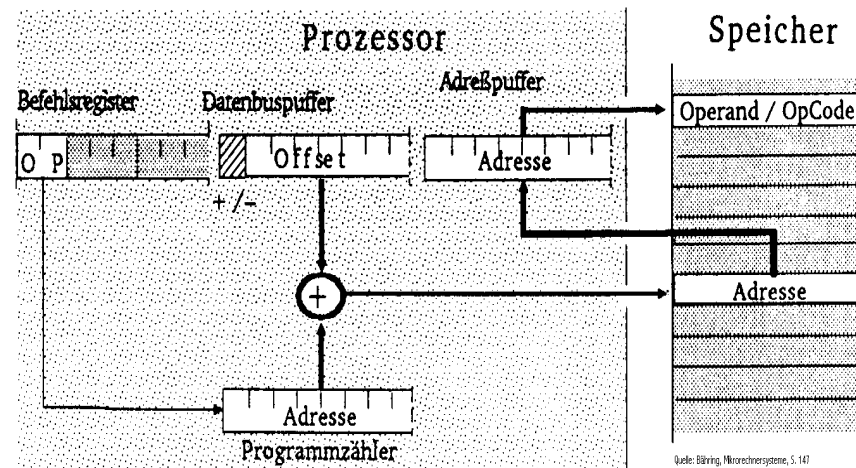 Prozessor
Speicher
Adreßpuffer
Befehlsregister
Datenbuspuffer
Operand / OpCode
O P
Offset
Adresse
+ /-
+
Adresse
Adresse
Programmzähler
Quelle: Bähring, Mikrorechnersysteme, S. 147